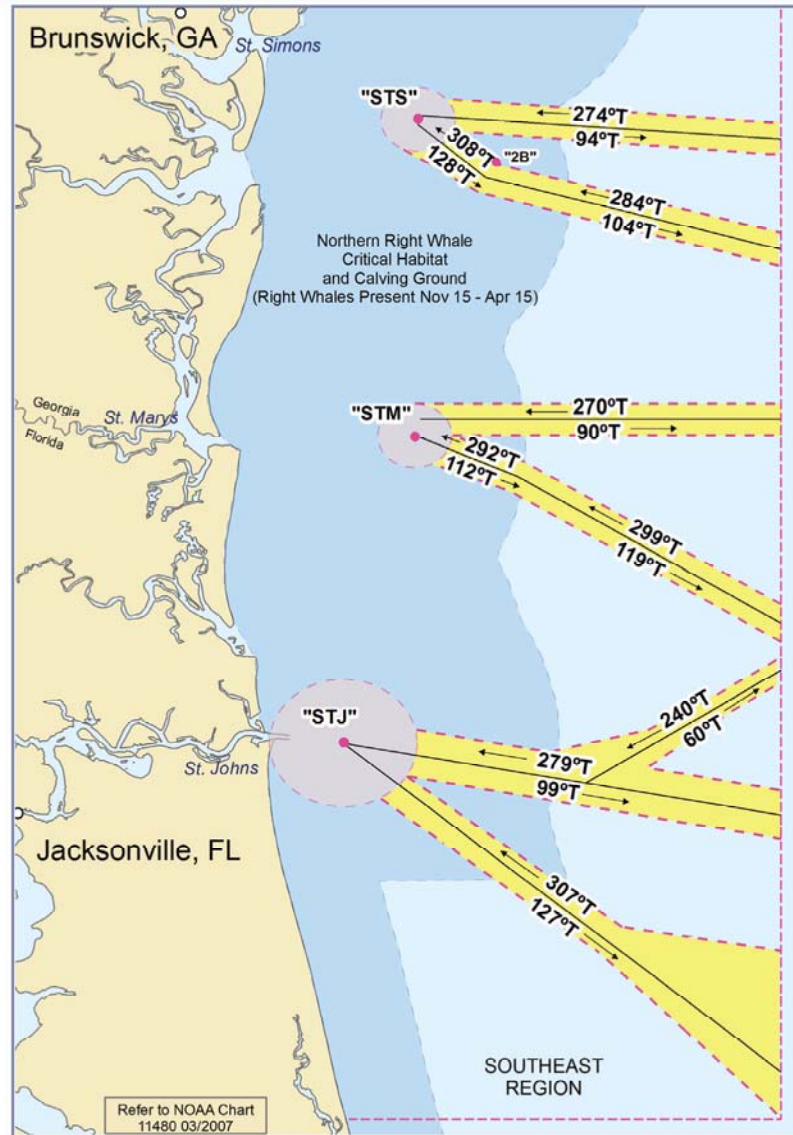 Brunswick, GA
St. Simons
"STS"
274°T
94°T
308°T
128°T
"2B"
284°T
104°T
Northern Right Whale
Critical Habitat
and Calving Ground
(Right Whales Present Nov 15 - Apr 15)
Georgia
Florida
St. Marys
"STM"
270°T
90°T
292°T
112°T
299°T
119°T
"STJ"
St. Johns
240°T
60°T
279°T
99°T
Jacksonville, FL
307°T
127°T
SOUTHEAST
REGION
Refer to NOAA Chart
11480 03/2007